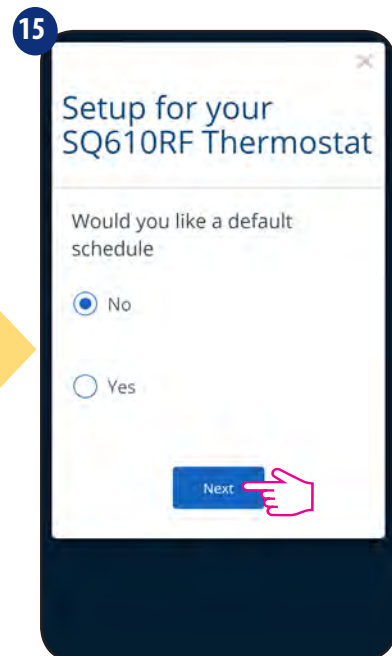 15
Setup for your
SQ610RF Thermostat
Would you like a default
schedule
No
Yes
Next